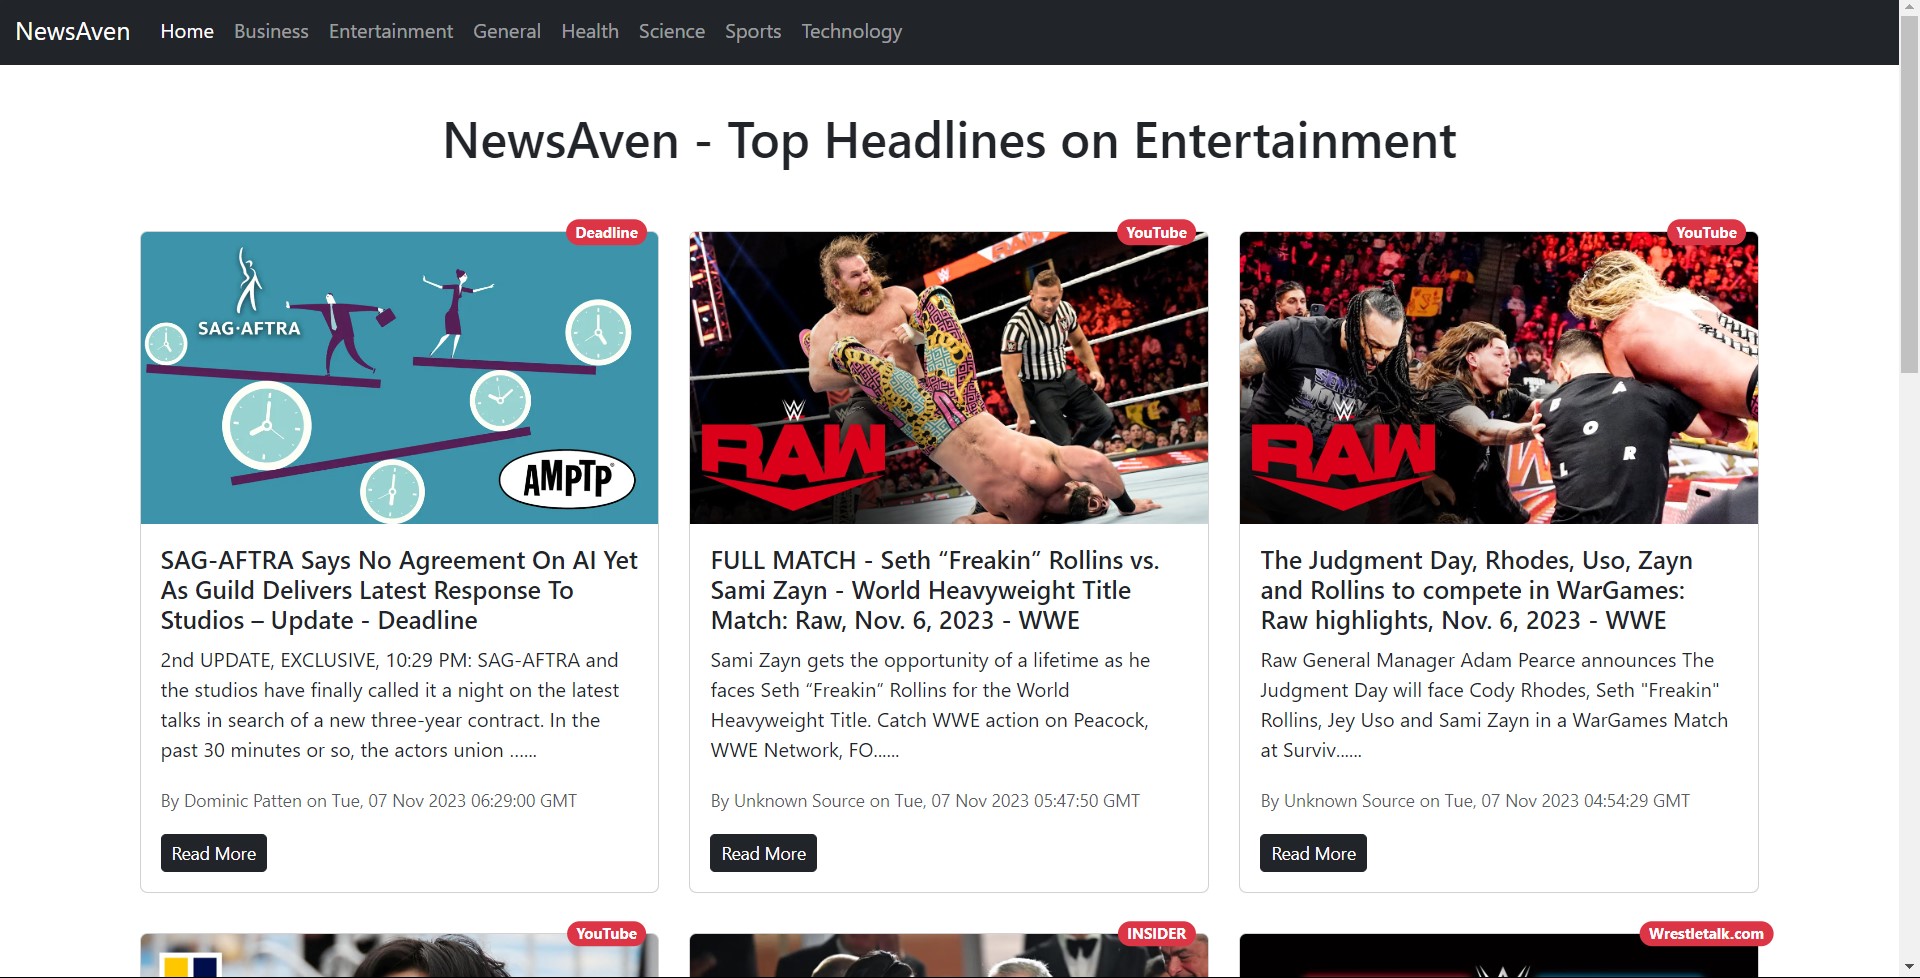 NewsAven Home Business Entertainment General Health Science Sports Technology
NewsAven - Top Headlines on Entertainment
Deadline
SAG·AFTRA
AMPTP
SAG-AFTRA Says No Agreement On AI Yet
As Guild Delivers Latest Response To
Studios – Update - Deadline
2nd UPDATE, EXCLUSIVE, 10:29 PM: SAG-AFTRA and
the studios have finally called it a night on the latest
talks in search of a new three-year contract. In the
past 30 minutes or so, the actors union ......
By Dominic Patten on Tue, 07 Nov 2023 06:29:00 GMT
Read More
YouTube
RAW
FULL MATCH - Seth “Freakin” Rollins vs.
Sami Zayn - World Heavyweight Title
Match: Raw, Nov. 6, 2023 - WWE
Sami Zayn gets the opportunity of a lifetime as he
faces Seth “Freakin” Rollins for the World
Heavyweight Title. Catch WWE action on Peacock,
WWE Network, FO......
By Unknown Source on Tue, 07 Nov 2023 05:47:50 GMT
Read More
YouTube
RAW
The Judgment Day, Rhodes, Uso, Zayn
and Rollins to compete in WarGames:
Raw highlights, Nov. 6, 2023 - WWE
Raw General Manager Adam Pearce announces The
Judgment Day will face Cody Rhodes, Seth "Freakin"
Rollins, Jey Uso and Sami Zayn in a WarGames Match
at Surviv......
By Unknown Source on Tue, 07 Nov 2023 04:54:29 GMT
Read More
YouTube
INSIDER
Wrestletalk.com